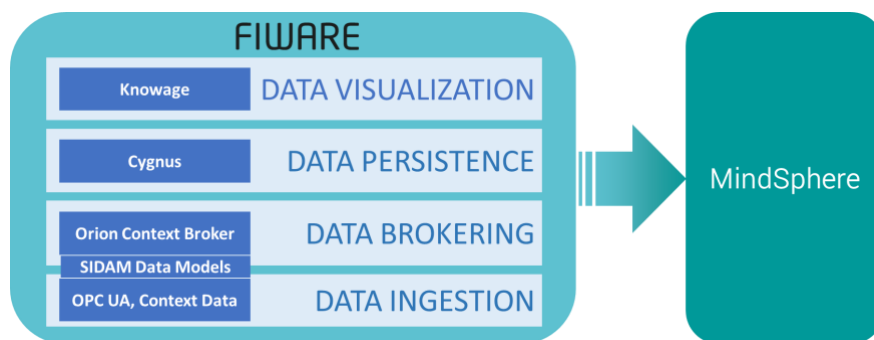 FIWARE
Knowage
DATA VISUALIZATION
Cygnus
DATA PERSISTENCE
Orion Context Broker
DATA BROKERING
SIDAM Data Models
OPC UA, Context Data
DATA INGESTION
MindSphere